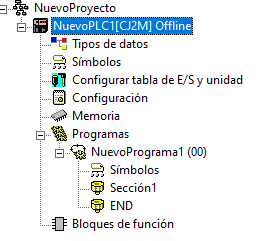 NuevoProyecto
NuevoPLC1[CJ2M] Offline
Tipos de datos
Símbolos
Configurar tabla de E/S y unidad
Configuración
Memoria
Programas
NuevoPrograma1 (00)
Símbolos
Sección1
END
Bloques de función